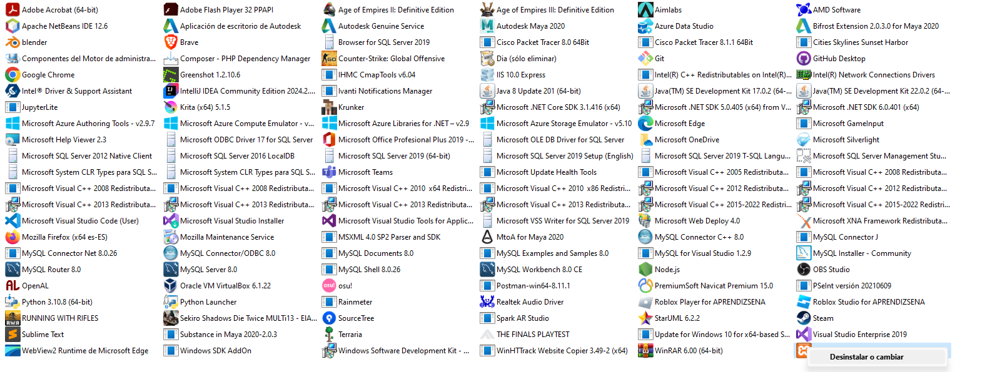 Adobe Acrobat (64-bit)
Adobe Flash Player 32 PPAPI
Age of Empires II: Definitive Edition
Age of Empires III: Definitive Edition
Aimlabs
AMD Software
Apache NetBeans IDE 12.6
Aplicación de escritorio de Autodesk
Autodesk Genuine Service
Autodesk Maya 2020
Azure Data Studio
Bifrost Extension 2.0.3.0 for Maya 2020
blender
Brave
Browser for SQL Server 2019
Cisco Packet Tracer 8.0 64Bit
Cisco Packet Tracer 8.1.1 64Bit
Cities Skylines Sunset Harbor
Componentes del Motor de administra...
Composer - PHP Dependency Manager
Counter-Strike: Global Offensive
Dia (sólo eliminar)
Git
GitHub Desktop
Google Chrome
Greenshot 1.2.10.6
IHMC CmapTools v6.04
IIS 10.0 Express
Intel(R) C++ Redistributables on Intel(R)...
Intel(R) Network Connections Drivers
Intel® Driver & Support Assistant
IntelliJ IDEA Community Edition 2024.2....
Ivanti Notifications Manager
Java 8 Update 201 (64-bit)
Java(TM) SE Development Kit 17.0.2 (64-...
Java(TM) SE Development Kit 22.0.2 (64-...
JupyterLite
Krita (x64) 5.1.5
Krunker
Microsoft .NET Core SDK 3.1.416 (x64)
Microsoft .NET SDK 5.0.405 (x64) from V...
Microsoft .NET SDK 6.0.401 (x64)
Microsoft Azure Authoring Tools - v2.9.7
Microsoft Azure Compute Emulator - v...
Microsoft Azure Libraries for .NET – v2.9
Microsoft Azure Storage Emulator - v5.10
Microsoft Edge
Microsoft GameInput
Microsoft Help Viewer 2.3
Microsoft ODBC Driver 17 for SQL Server
Microsoft Office Profesional Plus 2019 -...
Microsoft OLE DB Driver for SQL Server
Microsoft OneDrive
Microsoft Silverlight
Microsoft SQL Server 2012 Native Client
Microsoft SQL Server 2016 LocalDB
Microsoft SQL Server 2019 (64-bit)
Microsoft SQL Server 2019 Setup (English)
Microsoft SQL Server 2019 T-SQL Langu...
Microsoft SQL Server Management Stu...
Microsoft System CLR Types para SQL S...
Microsoft System CLR Types para SQL S...
Microsoft Teams
Microsoft Update Health Tools
Microsoft Visual C++ 2005 Redistributa...
Microsoft Visual C++ 2008 Redistributa...
Microsoft Visual C++ 2008 Redistributa...
Microsoft Visual C++ 2008 Redistributa...
Microsoft Visual C++ 2010  x64 Redistri...
Microsoft Visual C++ 2010  x86 Redistri...
Microsoft Visual C++ 2012 Redistributa...
Microsoft Visual C++ 2012 Redistributa...
Microsoft Visual C++ 2013 Redistributa...
Microsoft Visual C++ 2013 Redistributa...
Microsoft Visual C++ 2013 Redistributa...
Microsoft Visual C++ 2013 Redistributa...
Microsoft Visual C++ 2015-2022 Redistri...
Microsoft Visual C++ 2015-2022 Redistri...
Microsoft Visual Studio Code (User)
Microsoft Visual Studio Installer
Microsoft Visual Studio Tools for Applic...
Microsoft VSS Writer for SQL Server 2019
Microsoft Web Deploy 4.0
Microsoft XNA Framework Redistributa...
Mozilla Firefox (x64 es-ES)
Mozilla Maintenance Service
MSXML 4.0 SP2 Parser and SDK
MtoA for Maya 2020
MySQL Connector C++ 8.0
MySQL Connector J
MySQL Connector Net 8.0.26
MySQL Connector/ODBC 8.0
MySQL Documents 8.0
MySQL Examples and Samples 8.0
MySQL for Visual Studio 1.2.9
MySQL Installer - Community
MySQL Router 8.0
MySQL Server 8.0
MySQL Shell 8.0.26
MySQL Workbench 8.0 CE
Node.js
OBS Studio
OpenAL
Oracle VM VirtualBox 6.1.22
osu!
Postman-win64-8.11.1
PremiumSoft Navicat Premium 15.0
PSeInt versión 20210609
Python 3.10.8 (64-bit)
Python Launcher
Rainmeter
Realtek Audio Driver
Roblox Player for APRENDIZSENA
Roblox Studio for APRENDIZSENA
RUNNING WITH RIFLES
Sekiro Shadows Die Twice MULTi13 - ElA...
SourceTree
Spark AR Studio
StarUML 6.2.2
Steam
Sublime Text
Substance in Maya 2020-2.0.3
Terraria
THE FINALS PLAYTEST
Update for Windows 10 for x64-based S...
Visual Studio Enterprise 2019
WebView2 Runtime de Microsoft Edge
Windows SDK AddOn
Windows Software Development Kit - ...
WinHTTrack Website Copier 3.49-2 (x64)
WinRAR 6.00 (64-bit)
Desinstalar o cambiar